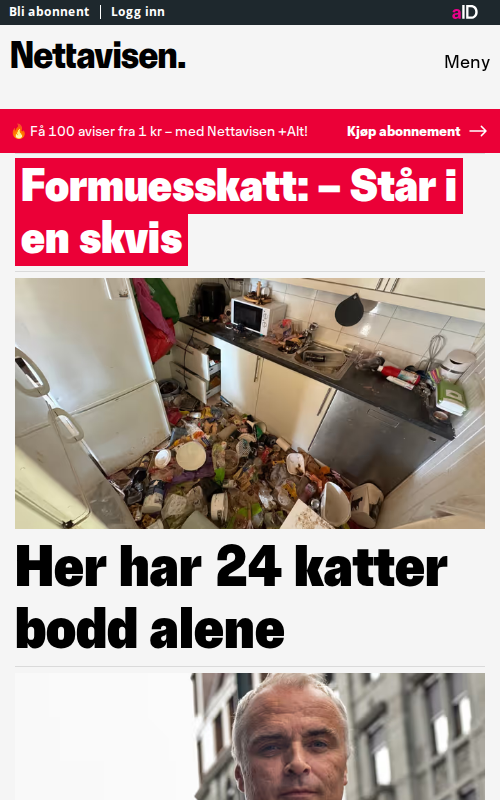 Bli abonnent | Logg inn
aID
Nettavisen.
Meny
🔥 Få 100 aviser fra 1 kr – med Nettavisen +Alt!
Kjøp abonnement →
Formuesskatt: – Står i
en skvis
Her har 24 katter
bodd alene